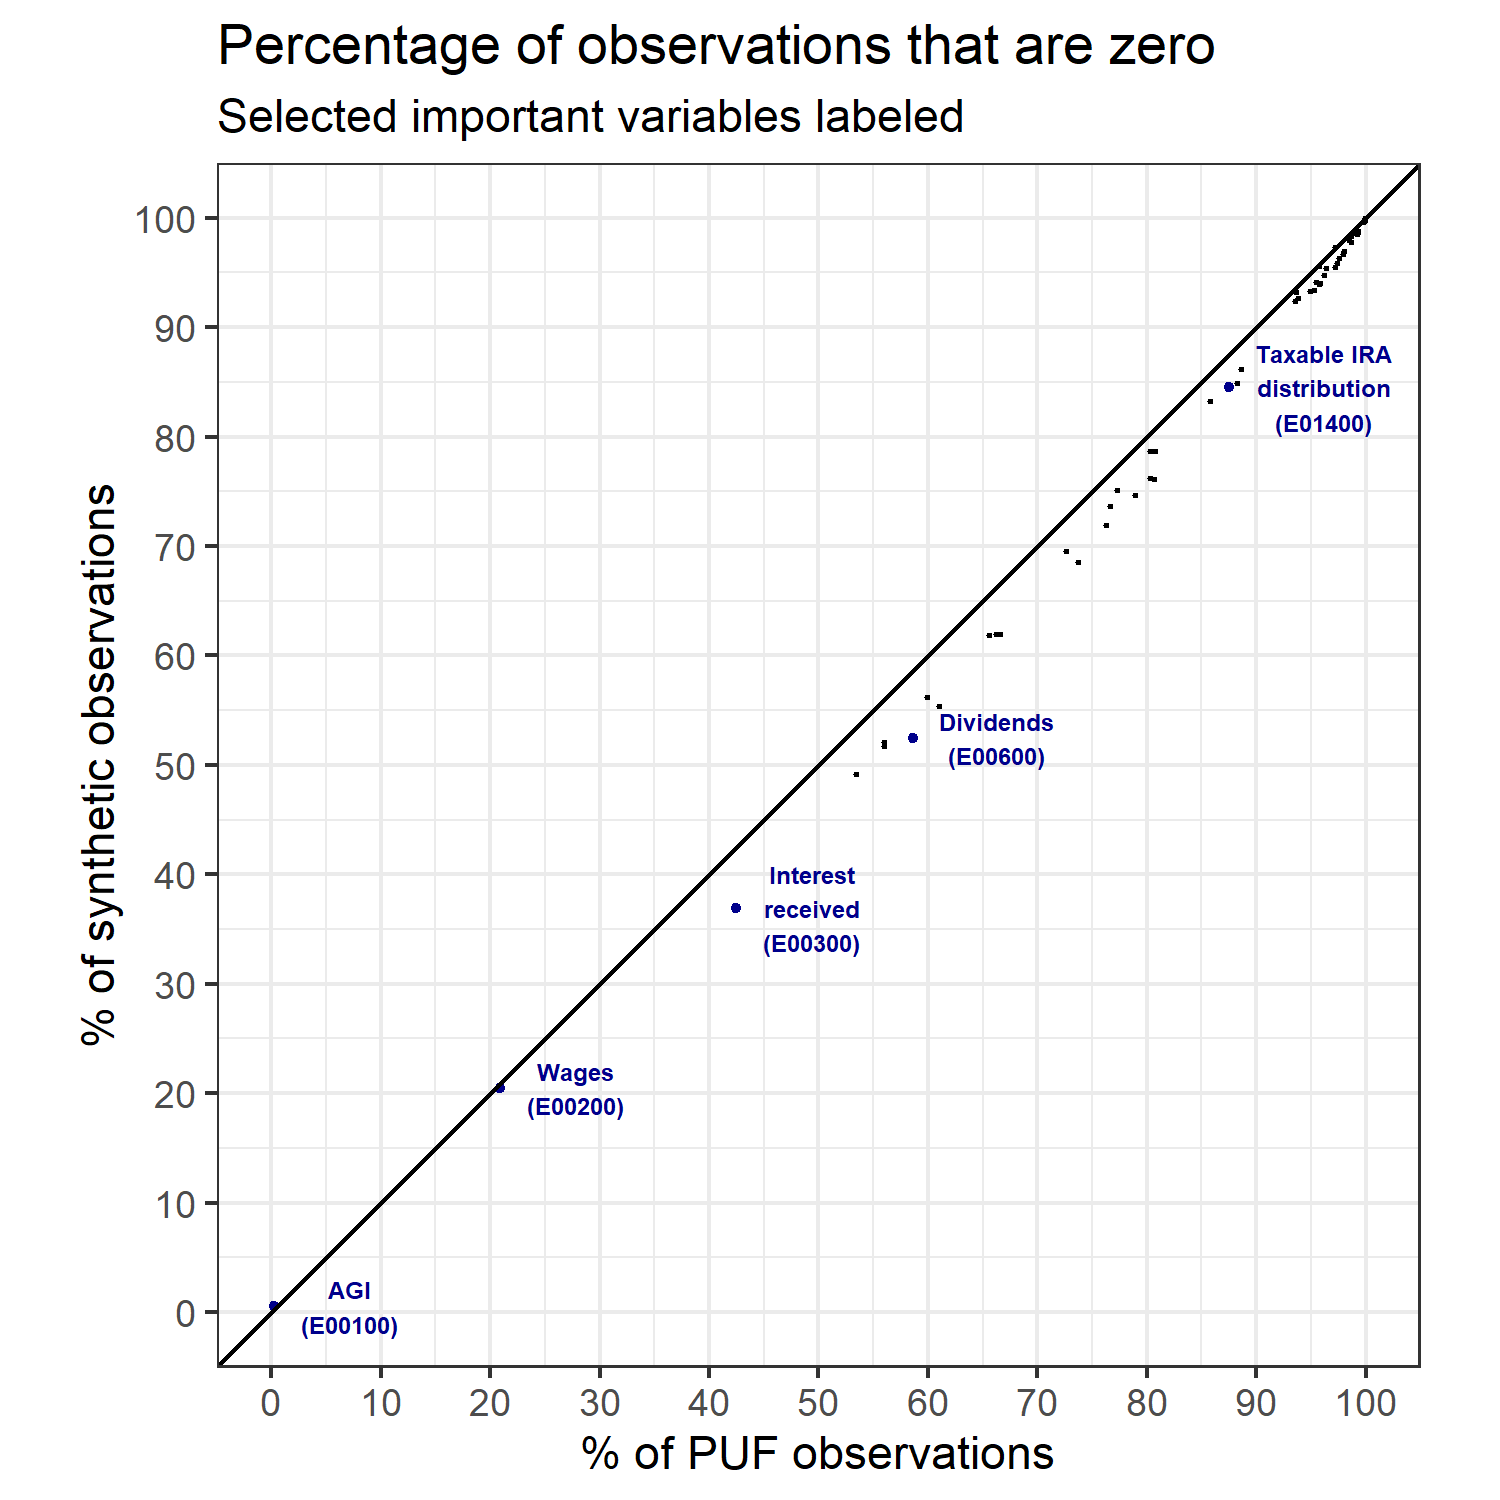 Percentage of observations that are zero
Selected important variables labeled
% of synthetic observations
100
90
80
70
60
50
40
30
20
10
0
Taxable IRA
distribution
(E01400)
Dividends
(E00600)
Interest
received
(E00300)
Wages
(E00200)
AGI
(E00100)
0 10 20 30 40 50 60 70 80 90 100
% of PUF observations